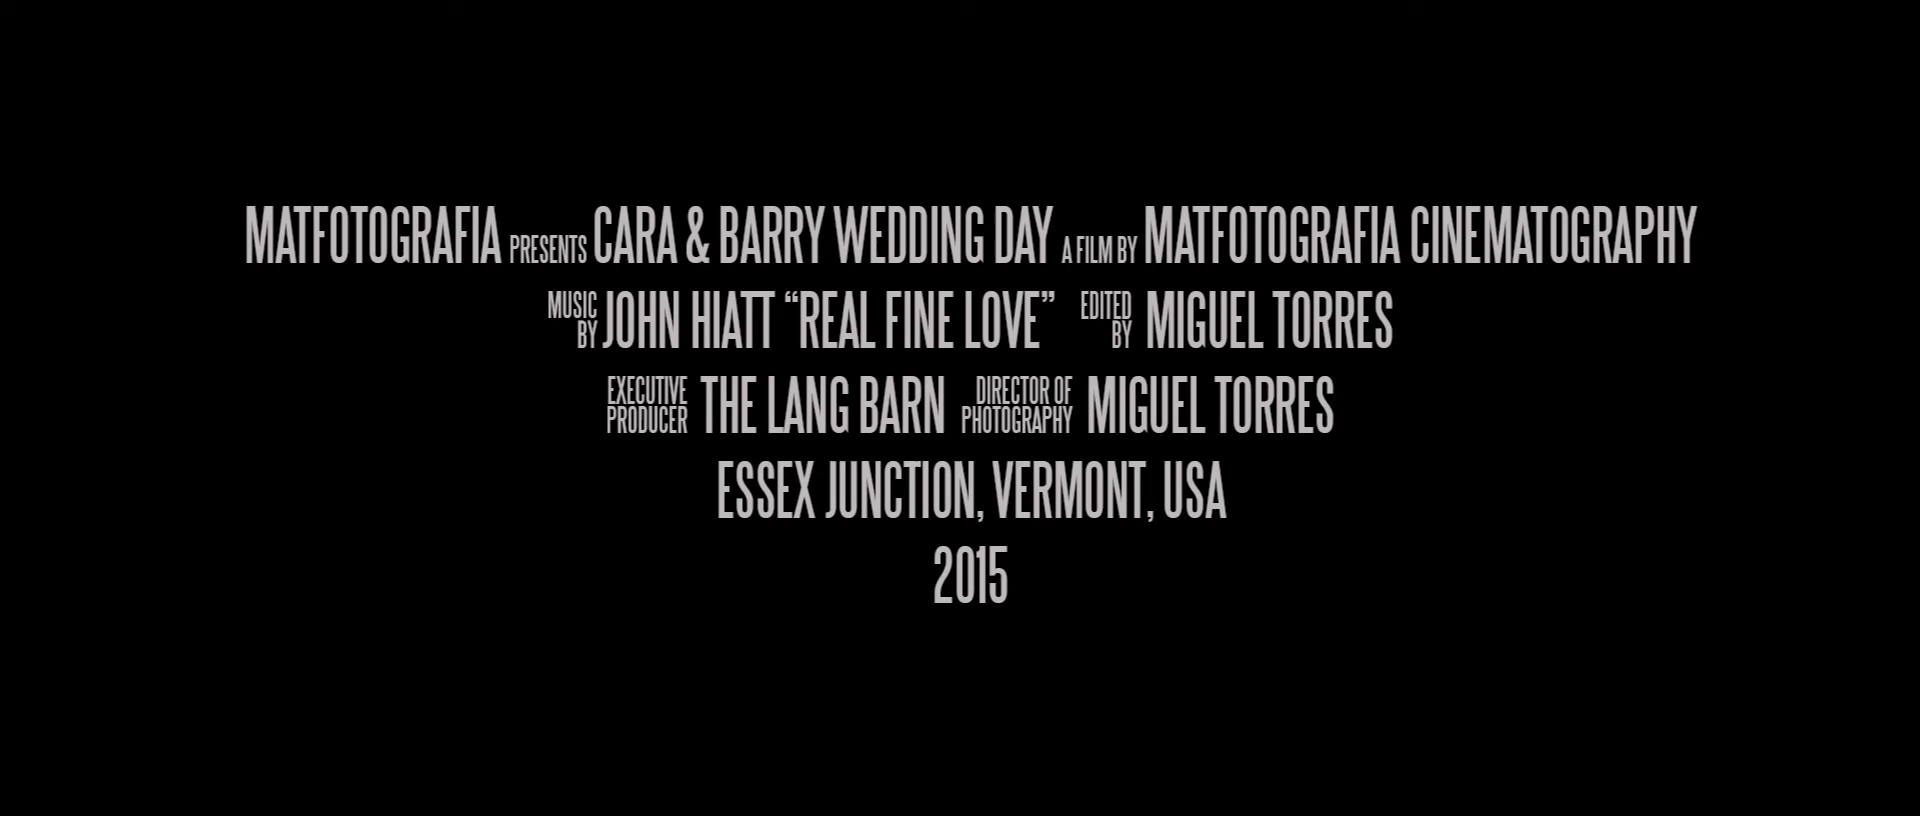 MATFOTOGRAFIA PRESENTS CARA & BARRY WEDDING DAY A FILM BY MATFOTOGRAFIA CINEMATOGRAPHY
MUSIC BY JOHN HIATT “REAL FINE LOVE” EDITED BY MIGUEL TORRES
EXECUTIVE PRODUCER THE LANG BARN DIRECTOR OF PHOTOGRAPHY MIGUEL TORRES
ESSEX JUNCTION, VERMONT, USA
2015